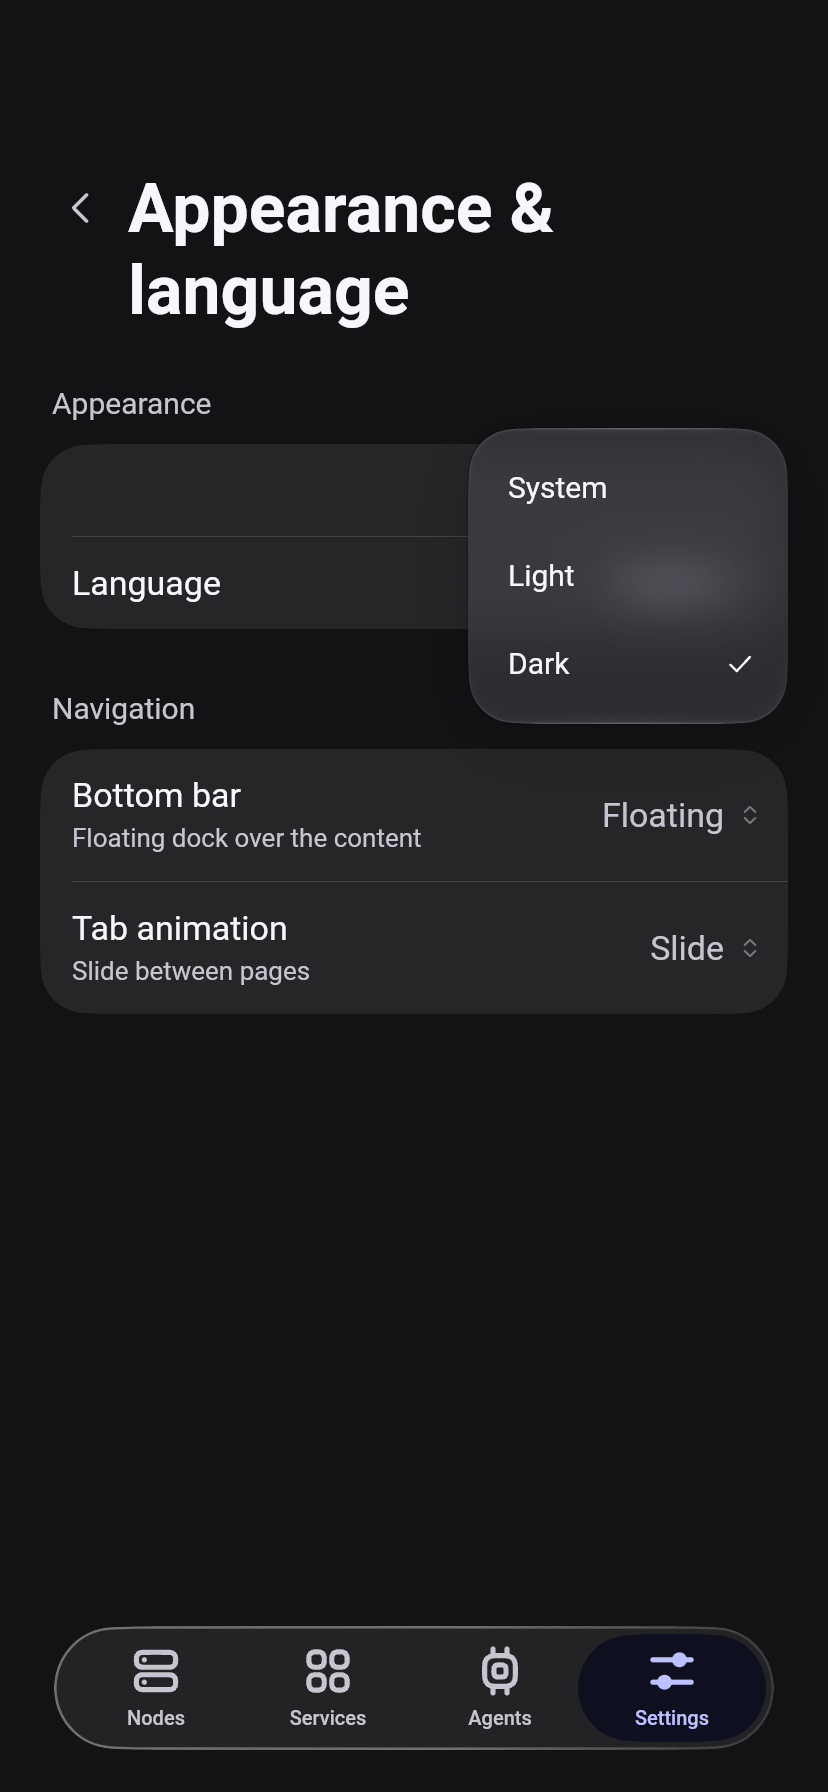 Appearance &
language
Appearance
System
Light
Language
Dark
Navigation
Bottom bar
Floating dock over the content
Floating
Tab animation
Slide between pages
Slide
Nodes
Services
Agents
Settings